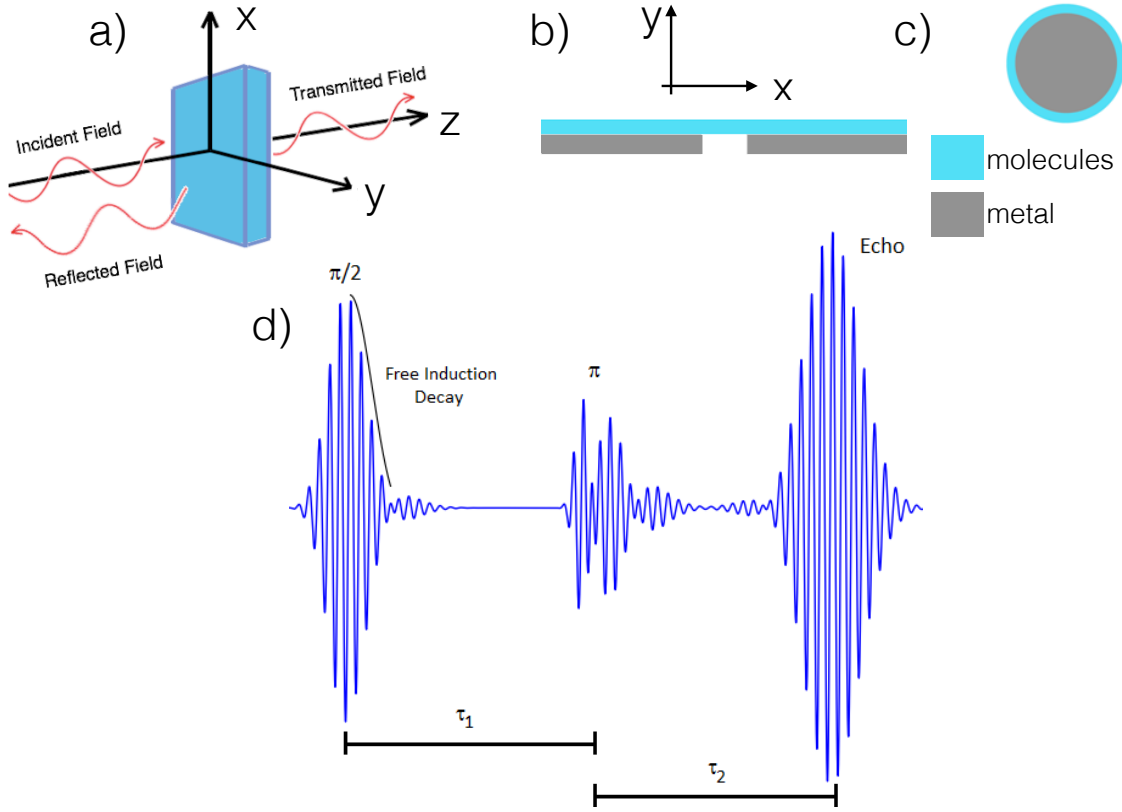 a)
x
Transmitted Field
Incident Field
z
y
Reflected Field
b)
y
x
c)
molecules
metal
d)
π/2
Free Induction
Decay
π
Echo
τ1
τ2